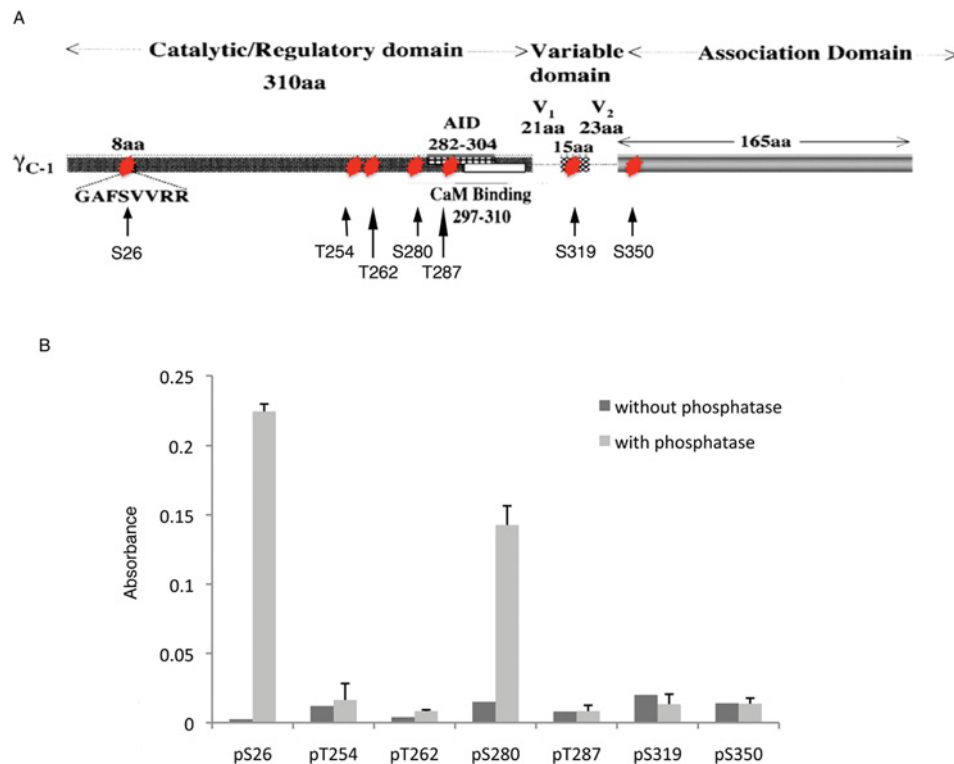 A
Catalytic/Regulatory domain
310aa
Variable
domain
Association Domain
V1
21aa
V2
23aa
15aa
8aa
AID
282-304
165aa
γC-1
GAFSVVRR
CaM Binding
297-310
S26
T254
T262
S280
T287
S319
S350
B
0.25
0.2
0.15
0.1
0.05
0
Absorbance
without phosphatase
with phosphatase
pS26 pT254 pT262 pS280 pT287 pS319 pS350